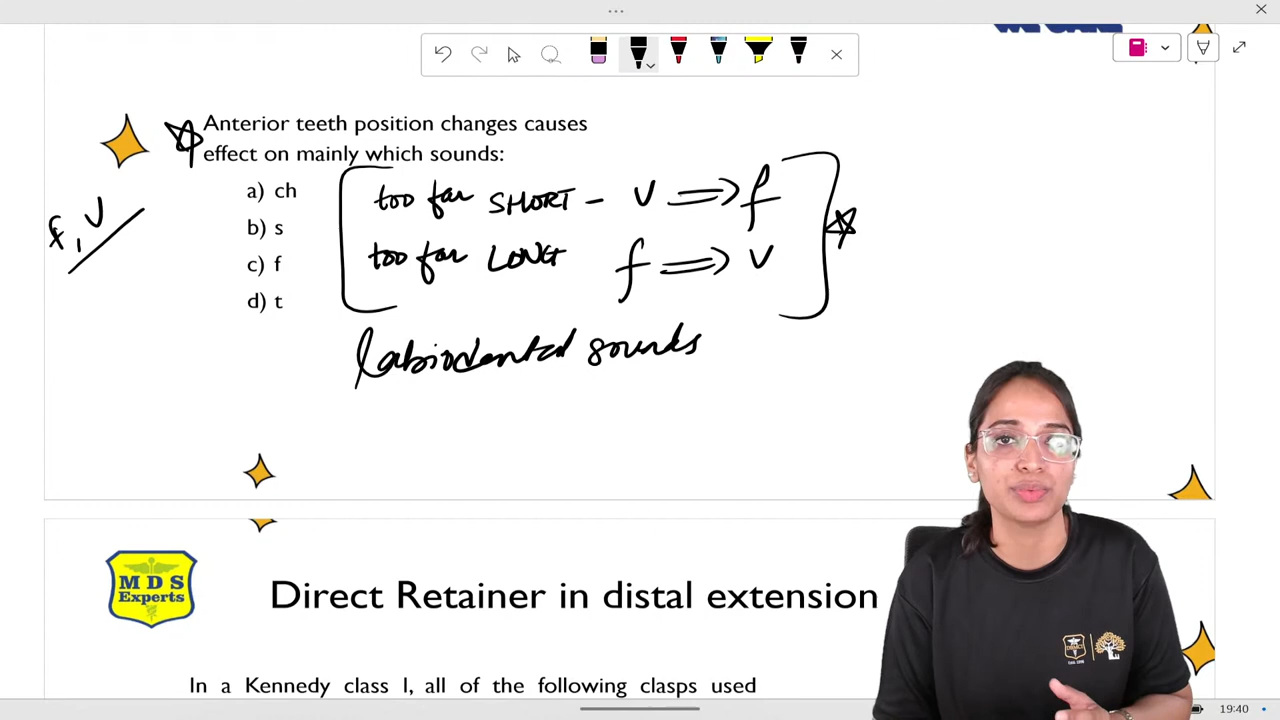 Anterior teeth position changes causes
effect on mainly which sounds:
a) ch
b) s
c) f
d) t
f, v
too far SHORT - v ⟹ f
too far LONG f ⟹ v
labiodental sounds
MDS
Experts
Direct Retainer in distal extension
In a Kennedy class I, all of the following clasps used
19:40